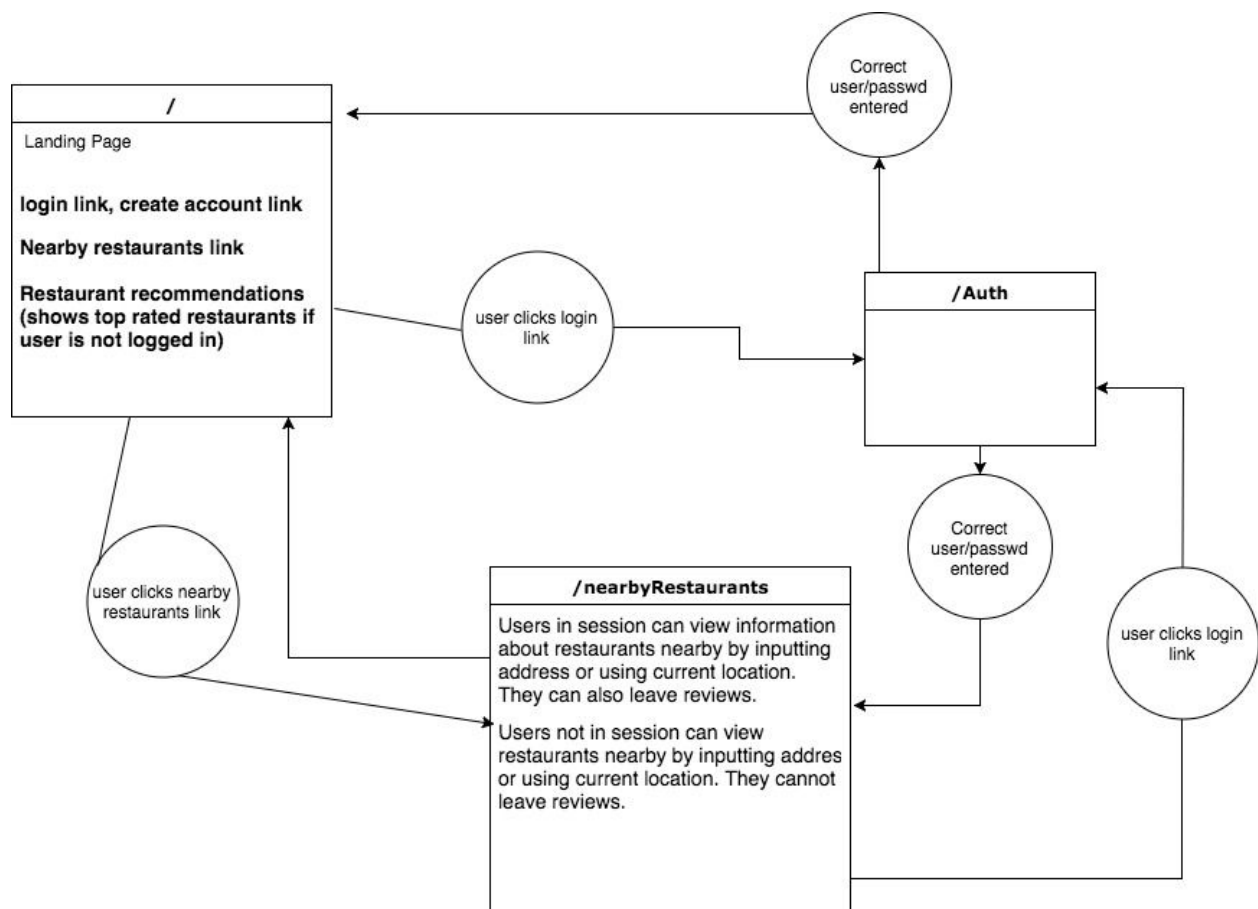 /
Landing Page
login link, create account link
Nearby restaurants link
Restaurant recommendations
(shows top rated restaurants if
user is not logged in)
Correct
user/passwd
entered
user clicks login
link
/Auth
Correct
user/passwd
entered
user clicks login
link
user clicks nearby
restaurants link
/nearbyRestaurants
Users in session can view information
about restaurants nearby by inputting
address or using current location.
They can also leave reviews.
Users not in session can view
restaurants nearby by inputting addres
or using current location. They cannot
leave reviews.